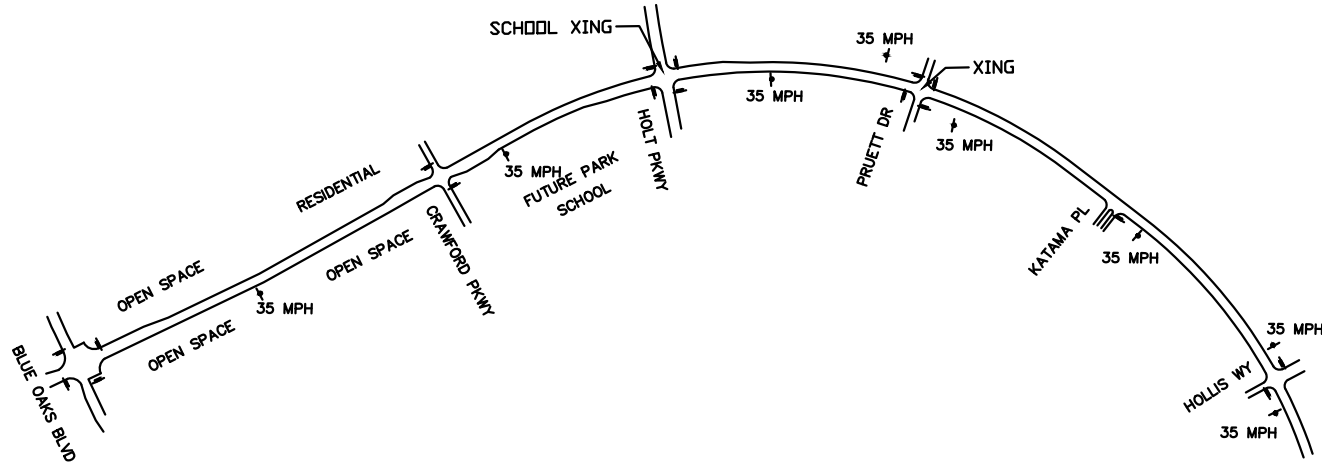 SCHOOL XING
35 MPH
XING
35 MPH
HOLT PKWY
PRUETT DR
35 MPH
35 MPH
FUTURE PARK
SCHOOL
RESIDENTIAL
CRAWFORD PKWY
OPEN SPACE
OPEN SPACE
35 MPH
OPEN SPACE
BLUE OAKS BLVD
KATAMA PL
35 MPH
35 MPH
HOLLIS WY
35 MPH